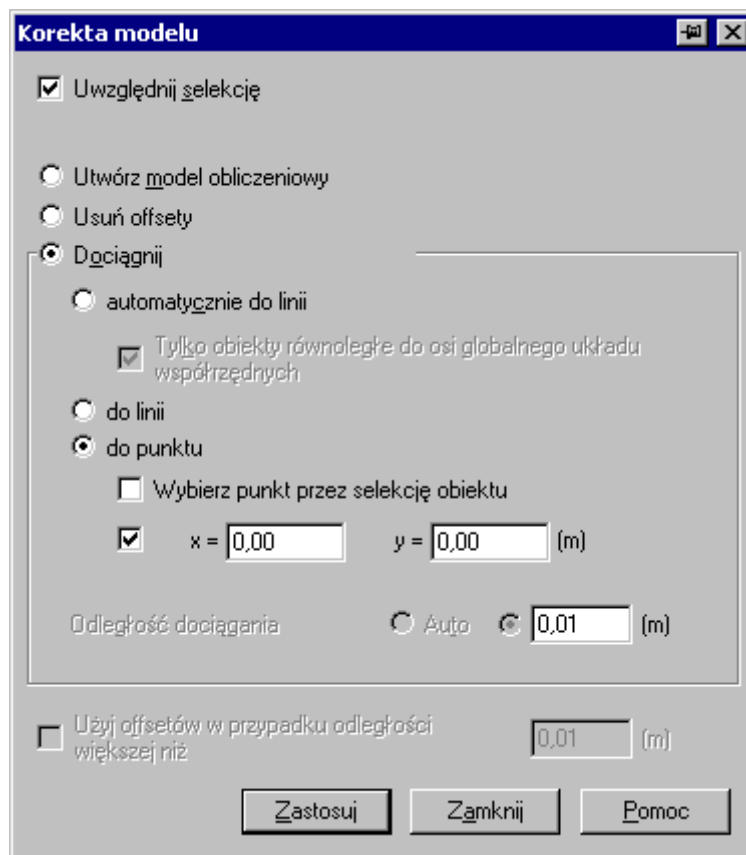 Korekta modelu
Uwzględnij selekcję
Utwórz model obliczeniowy
Usuń offsety
Dociągnij
automatycznie do linii
Tylko obiekty równoległe do osi globalnego układu
współrzędnych
do linii
do punktu
Wybierz punkt przez selekcję obiektu
x = 0,00 y = 0,00 (m)
Odległość dociągania Auto 0,01 (m)
Użyj offsetów w przypadku odległości
większej niż 0,01 (m)
Zastosuj Zamknij Pomoc